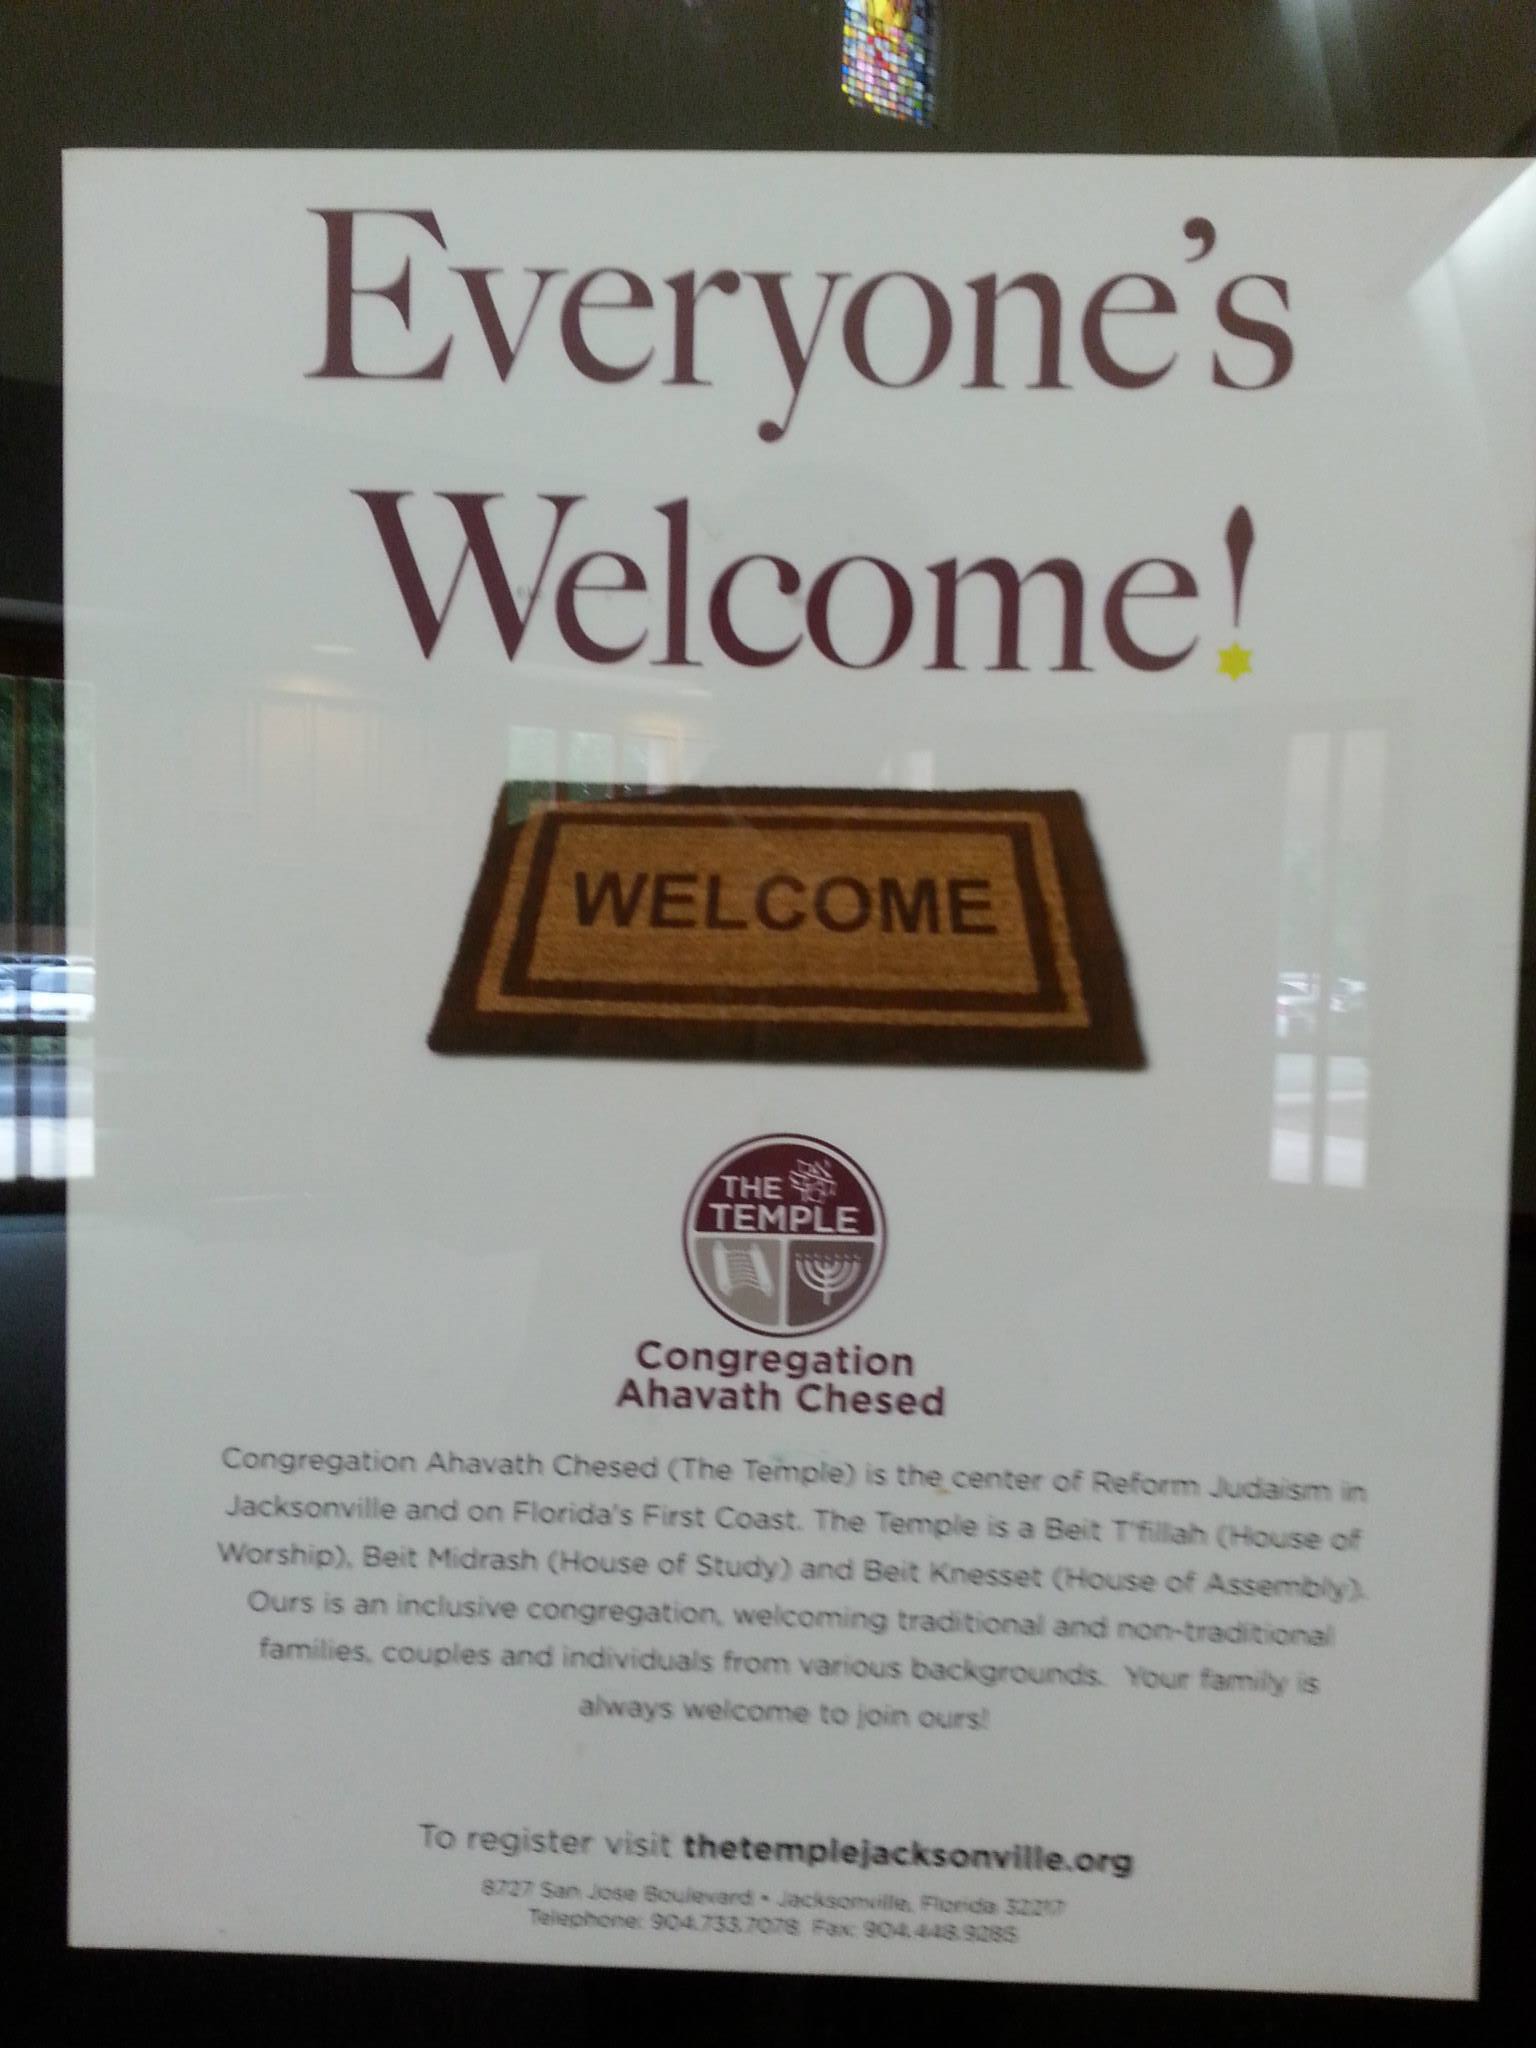 Everyone's
Welcome!
WELCOME
THE
TEMPLE
Congregation
Ahavath Chesed
Congregation Ahavath Chesed (The Temple) is the center of Reform Judaism in
Jacksonville and on Florida's First Coast. The Temple is a Beit T'fillah (House of
Worship), Beit Midrash (House of Study) and Beit Knesset (House of Assembly).
Ours is an inclusive congregation, welcoming traditional and non-traditional
families, couples and individuals from various backgrounds. Your family is
always welcome to join ours!
To register visit thetemplejacksonville.org
8727 San Jose Boulevard • Jacksonville, Florida 32217
Telephone: 904.733.7078 Fax: 904.448.9285